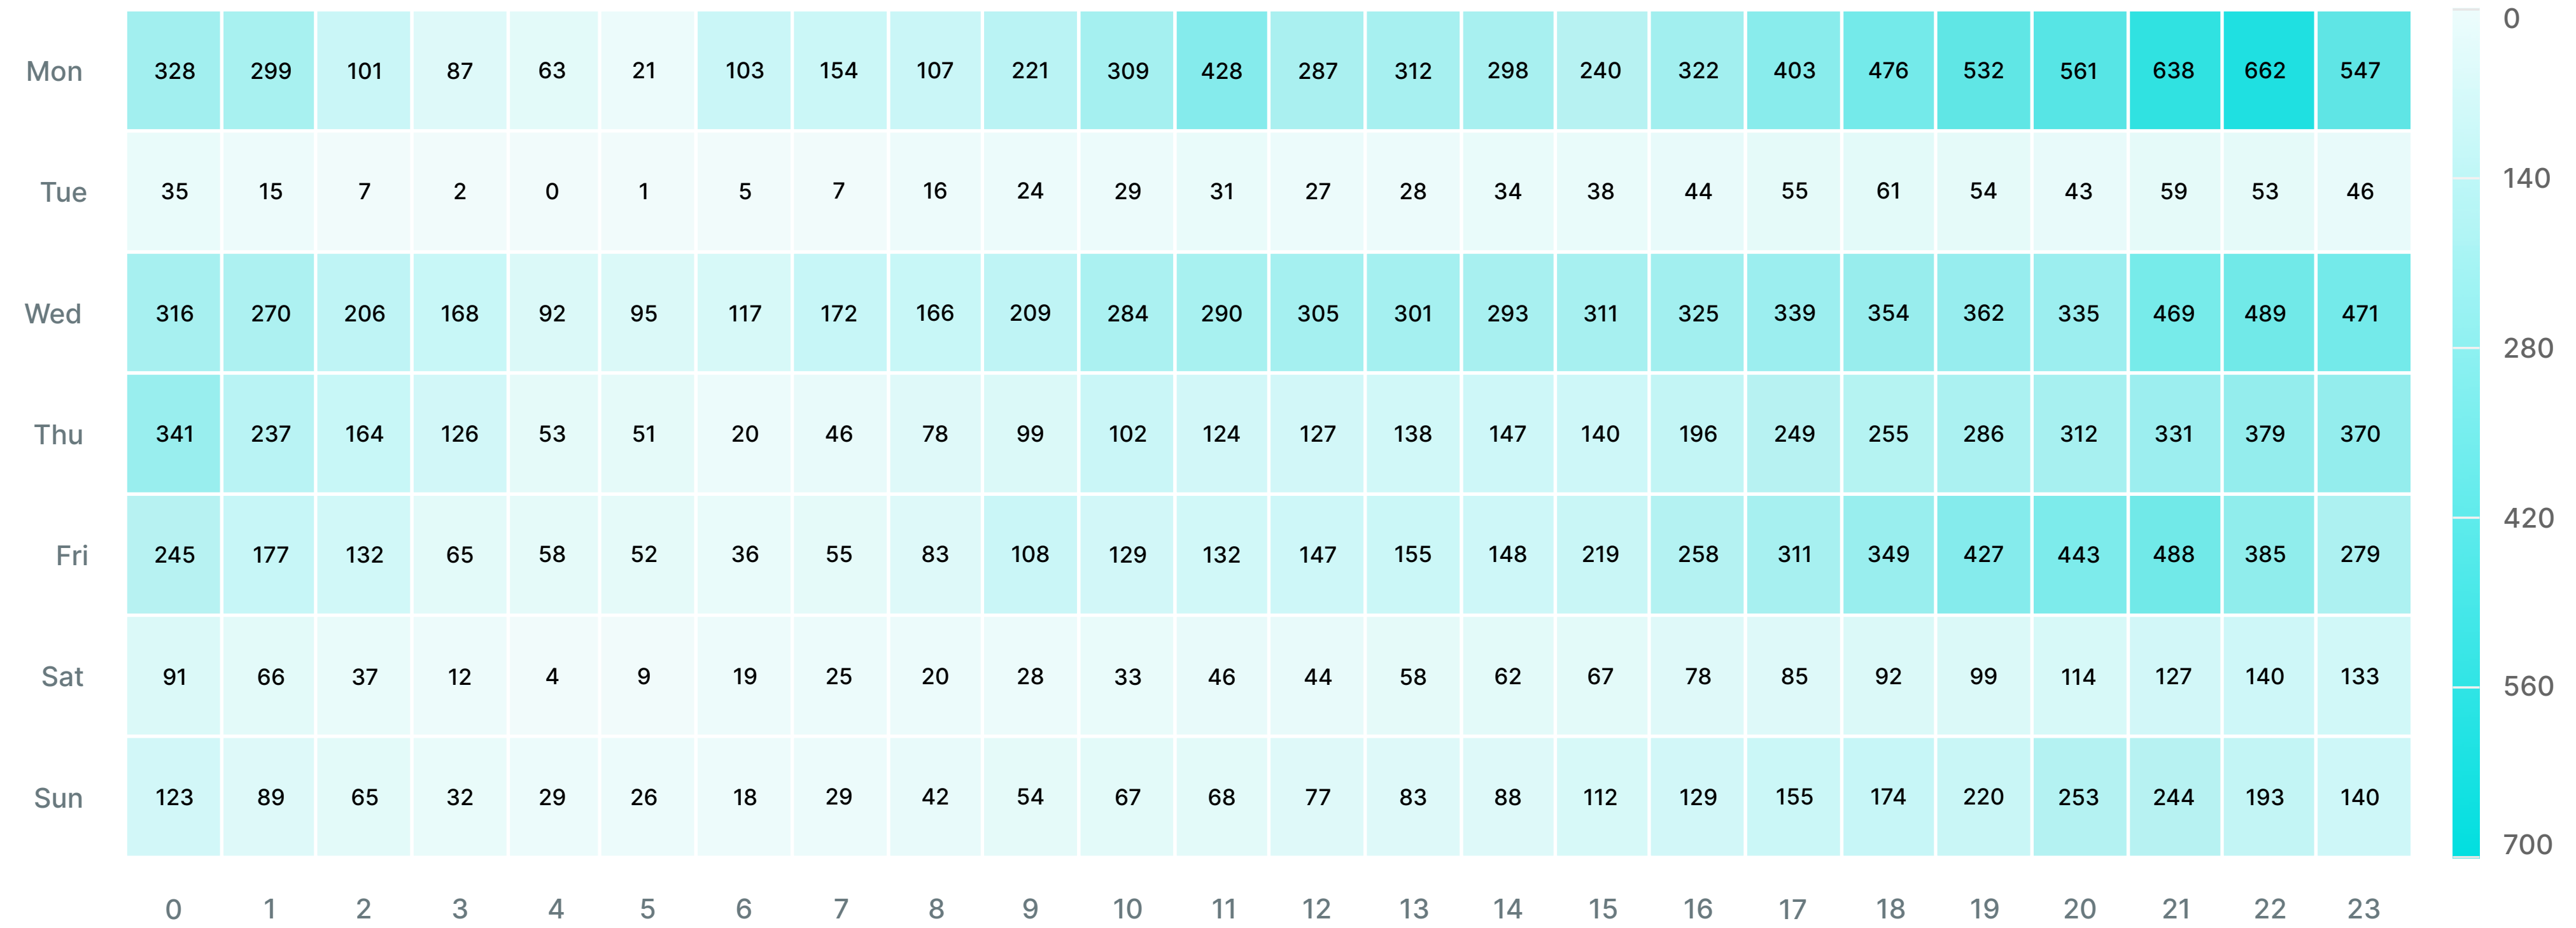 Mon 328 299 101 87 63 21 103 154 107 221 309 428 287 312 298 240 322 403 476 532 561 638 662 547
Tue 35 15 7 2 0 1 5 7 16 24 29 31 27 28 34 38 44 55 61 54 43 59 53 46
Wed 316 270 206 168 92 95 117 172 166 209 284 290 305 301 293 311 325 339 354 362 335 469 489 471
Thu 341 237 164 126 53 51 20 46 78 99 102 124 127 138 147 140 196 249 255 286 312 331 379 370
Fri 245 177 132 65 58 52 36 55 83 108 129 132 147 155 148 219 258 311 349 427 443 488 385 279
Sat 91 66 37 12 4 9 19 25 20 28 33 46 44 58 62 67 78 85 92 99 114 127 140 133
Sun 123 89 65 32 29 26 18 29 42 54 67 68 77 83 88 112 129 155 174 220 253 244 193 140
0 1 2 3 4 5 6 7 8 9 10 11 12 13 14 15 16 17 18 19 20 21 22 23
0
140
280
420
560
700